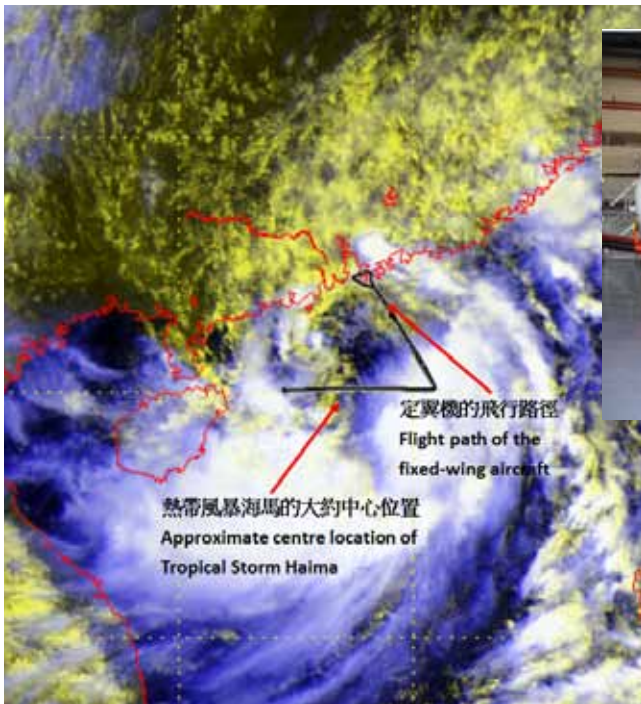 定翼機的飛行路徑
Flight path of the
fixed-wing aircraft
熱帶風暴海馬的大約中心位置
Approximate centre location of
Tropical Storm Haima